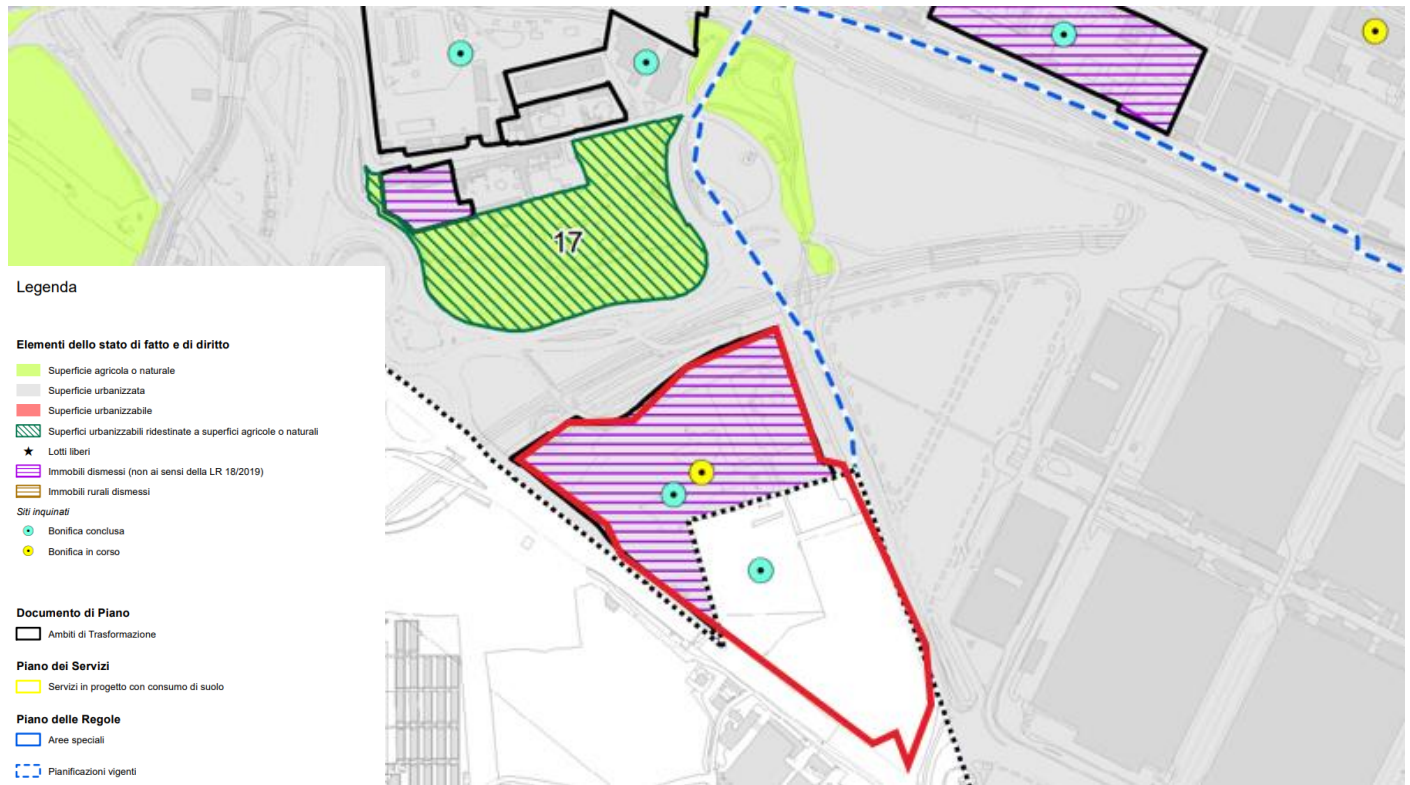 17
Legenda
Elementi dello stato di fatto e di diritto
Superficie agricola o naturale
Superficie urbanizzata
Superficie urbanizzabile
Superfici urbanizzabili ridestinate a superfici agricole o naturali
Lotti liberi
Immobili dismessi (non ai sensi della LR 18/2019)
Immobili rurali dismessi
Siti inquinati
Bonifica conclusa
Bonifica in corso
Documento di Piano
Ambiti di Trasformazione
Piano dei Servizi
Servizi in progetto con consumo di suolo
Piano delle Regole
Aree speciali
Pianificazioni vigenti